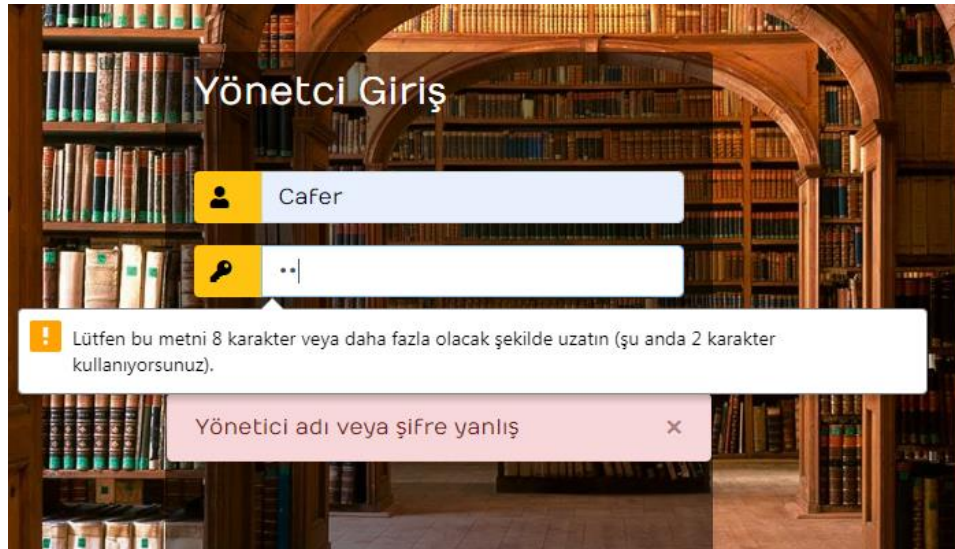 Yönetci Giriş
Cafer
••
Lütfen bu metni 8 karakter veya daha fazla olacak şekilde uzatın (şu anda 2 karakter
kullanıyorsunuz).
Yönetici adı veya şifre yanlış ×